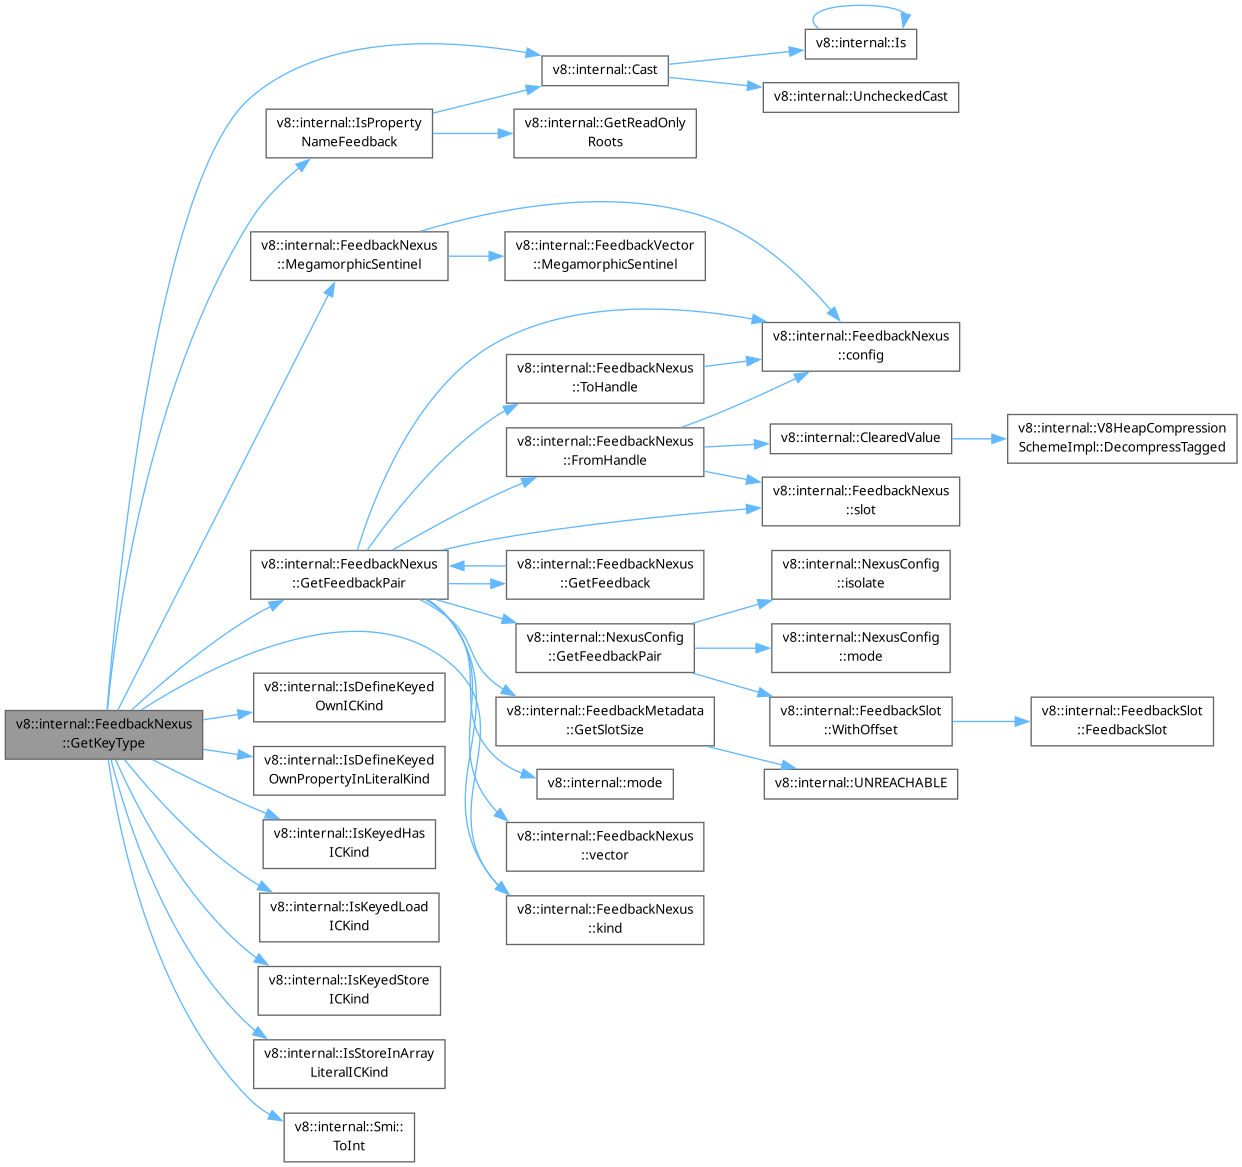 v8::internal::FeedbackNexus
::GetKeyType
v8::internal::Cast
v8::internal::Is
v8::internal::UncheckedCast
v8::internal::IsProperty
NameFeedback
v8::internal::GetReadOnly
Roots
v8::internal::FeedbackNexus
::MegamorphicSentinel
v8::internal::FeedbackVector
::MegamorphicSentinel
v8::internal::FeedbackNexus
::config
v8::internal::FeedbackNexus
::ToHandle
v8::internal::FeedbackNexus
::FromHandle
v8::internal::ClearedValue
v8::internal::V8HeapCompression
SchemeImpl::DecompressTagged
v8::internal::FeedbackNexus
::slot
v8::internal::FeedbackNexus
::GetFeedbackPair
v8::internal::FeedbackNexus
::GetFeedback
v8::internal::NexusConfig
::isolate
v8::internal::NexusConfig
::GetFeedbackPair
v8::internal::NexusConfig
::mode
v8::internal::FeedbackSlot
::WithOffset
v8::internal::FeedbackSlot
::FeedbackSlot
v8::internal::FeedbackMetadata
::GetSlotSize
v8::internal::UNREACHABLE
v8::internal::mode
v8::internal::FeedbackNexus
::vector
v8::internal::FeedbackNexus
::kind
v8::internal::IsDefineKeyed
OwnICKind
v8::internal::IsDefineKeyed
OwnPropertyInLiteralKind
v8::internal::IsKeyedHas
ICKind
v8::internal::IsKeyedLoad
ICKind
v8::internal::IsKeyedStore
ICKind
v8::internal::IsStoreInArray
LiteralICKind
v8::internal::Smi::
ToInt